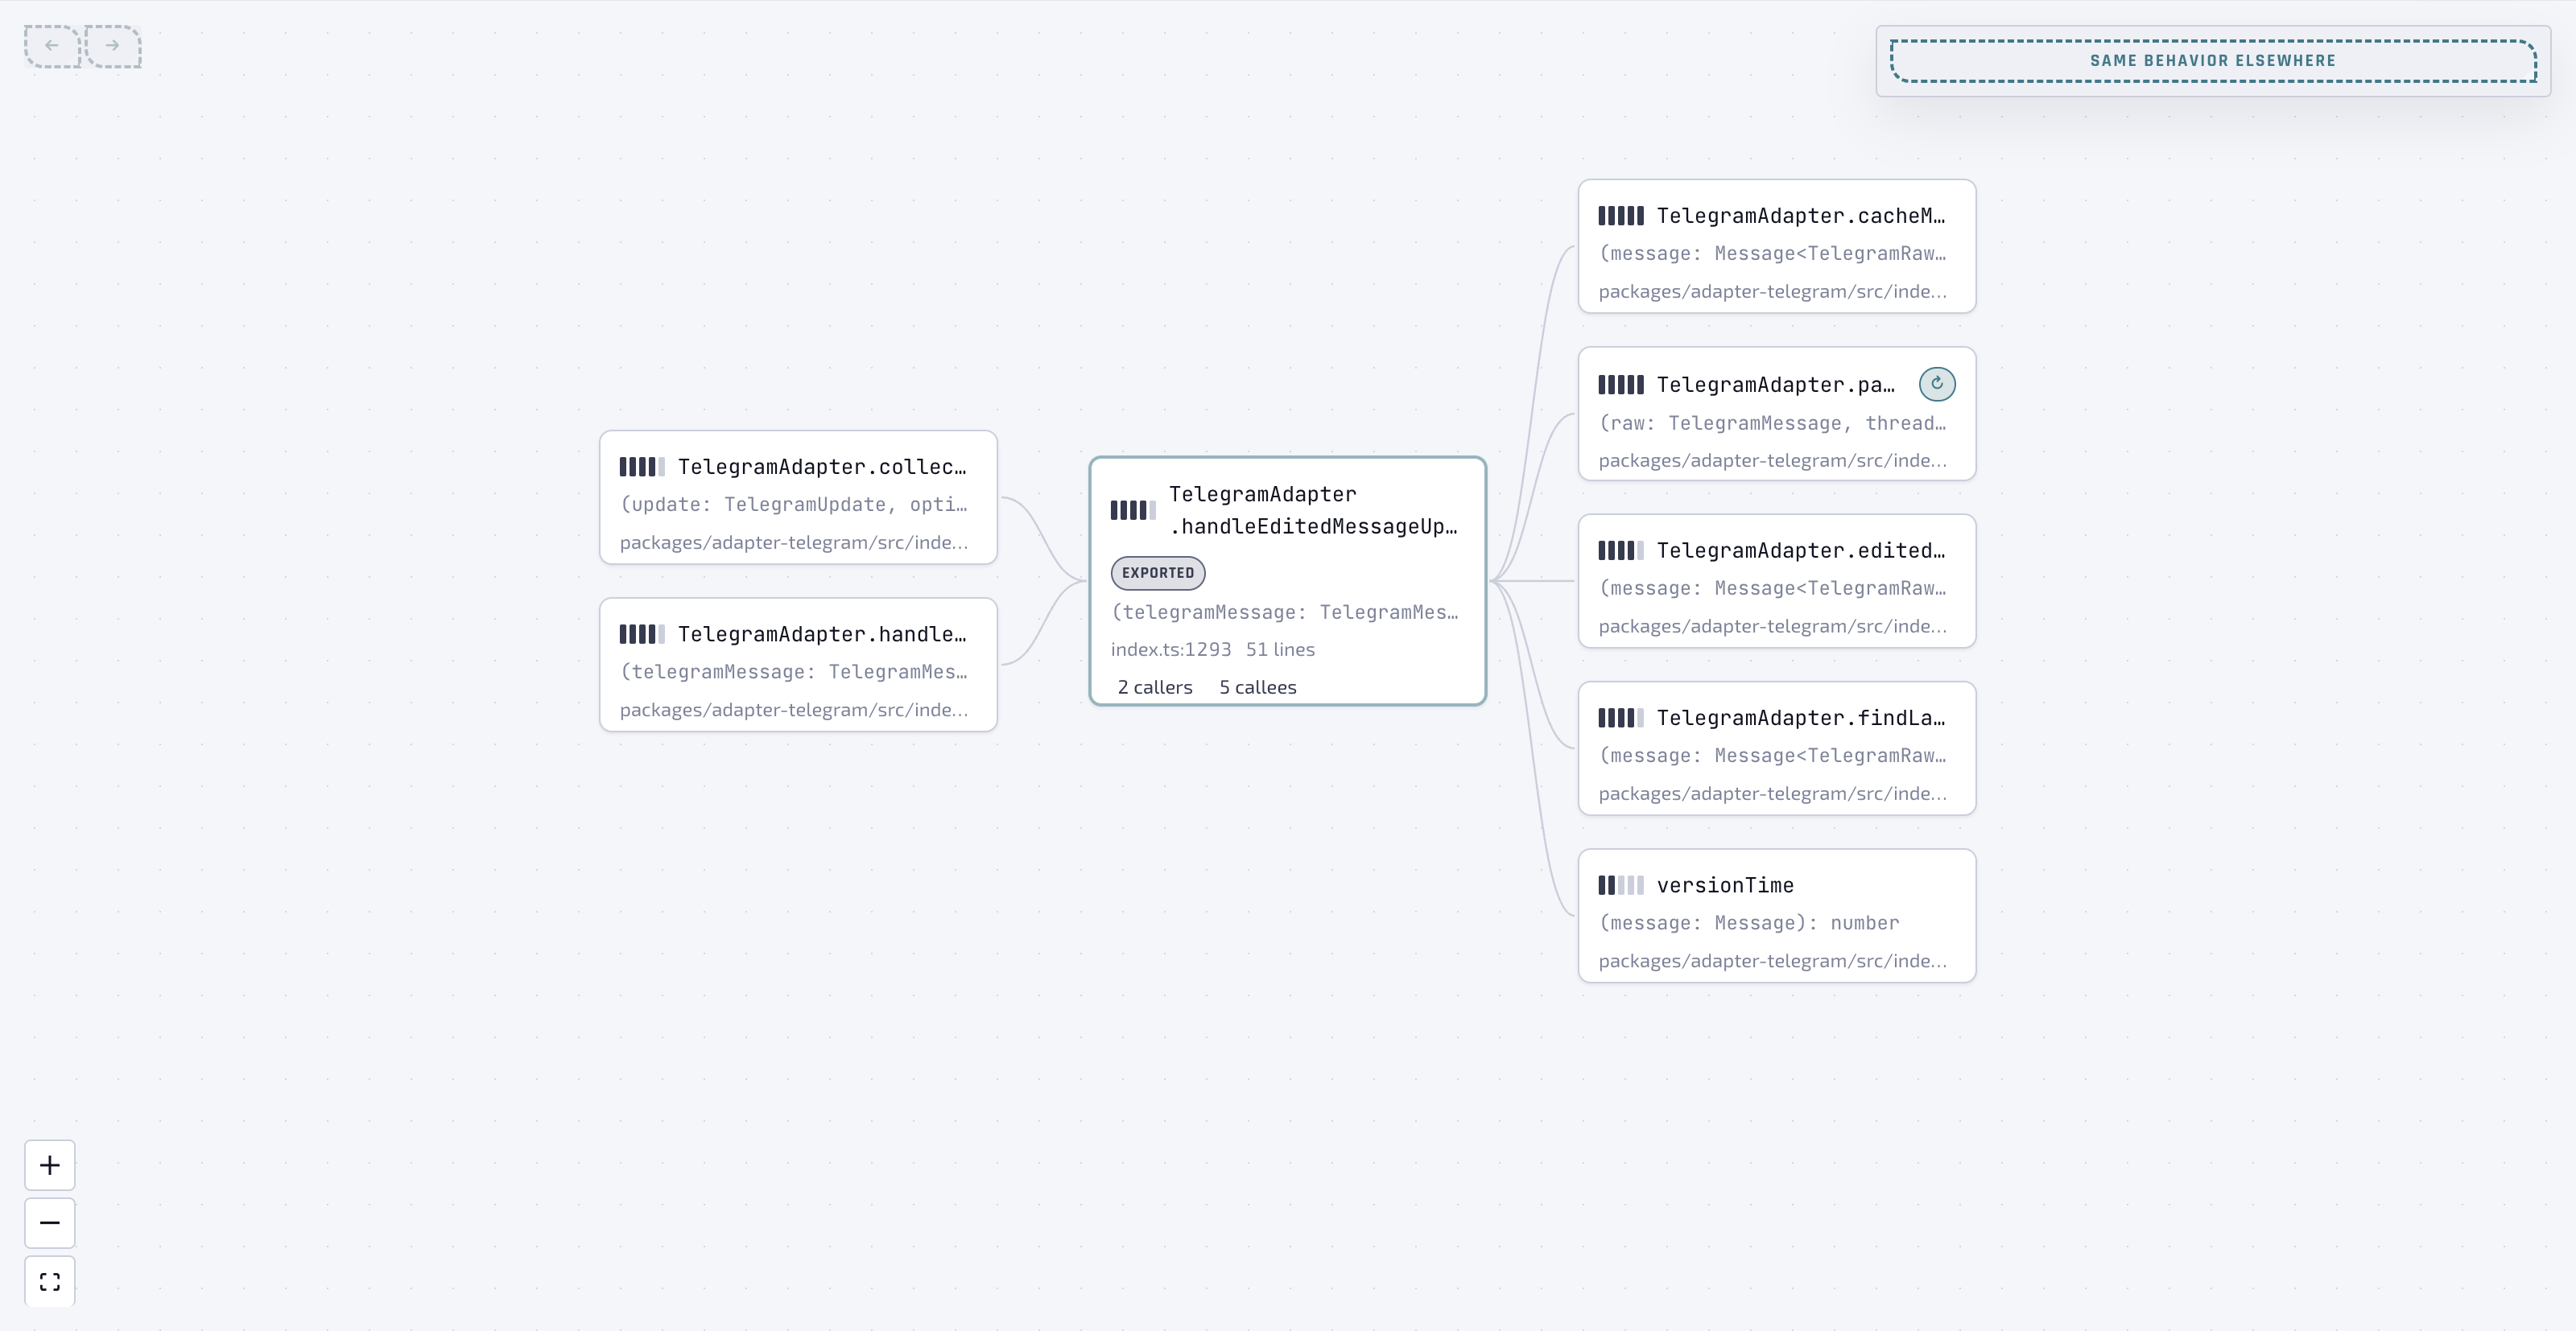 SAME BEHAVIOR ELSEWHERE
TelegramAdapter.collec…
(update: TelegramUpdate, opti…
packages/adapter-telegram/src/inde…
TelegramAdapter.handle…
(telegramMessage: TelegramMes…
packages/adapter-telegram/src/inde…
TelegramAdapter
.handleEditedMessageUp…
EXPORTED
(telegramMessage: TelegramMes…
index.ts:1293 51 lines
2 callers 5 callees
TelegramAdapter.cacheM…
(message: Message<TelegramRaw…
packages/adapter-telegram/src/inde…
TelegramAdapter.pa…
(raw: TelegramMessage, thread…
packages/adapter-telegram/src/inde…
TelegramAdapter.edited…
(message: Message<TelegramRaw…
packages/adapter-telegram/src/inde…
TelegramAdapter.findLa…
(message: Message<TelegramRaw…
packages/adapter-telegram/src/inde…
versionTime
(message: Message): number
packages/adapter-telegram/src/inde…